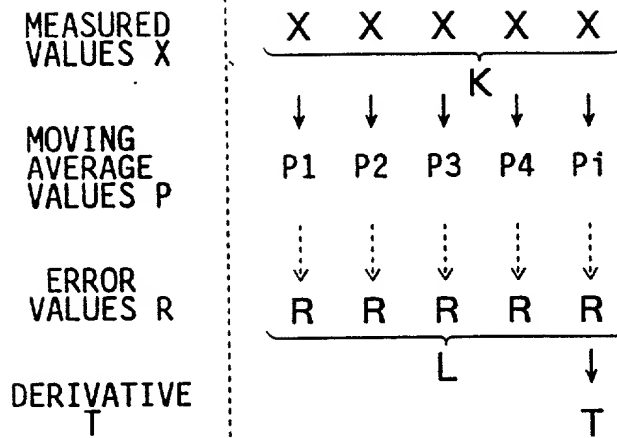 MEASURED
VALUES X
X X X X X
K
MOVING
AVERAGE
VALUES P
P1 P2 P3 P4 Pi
ERROR
VALUES R
R R R R R
L
DERIVATIVE
T
T